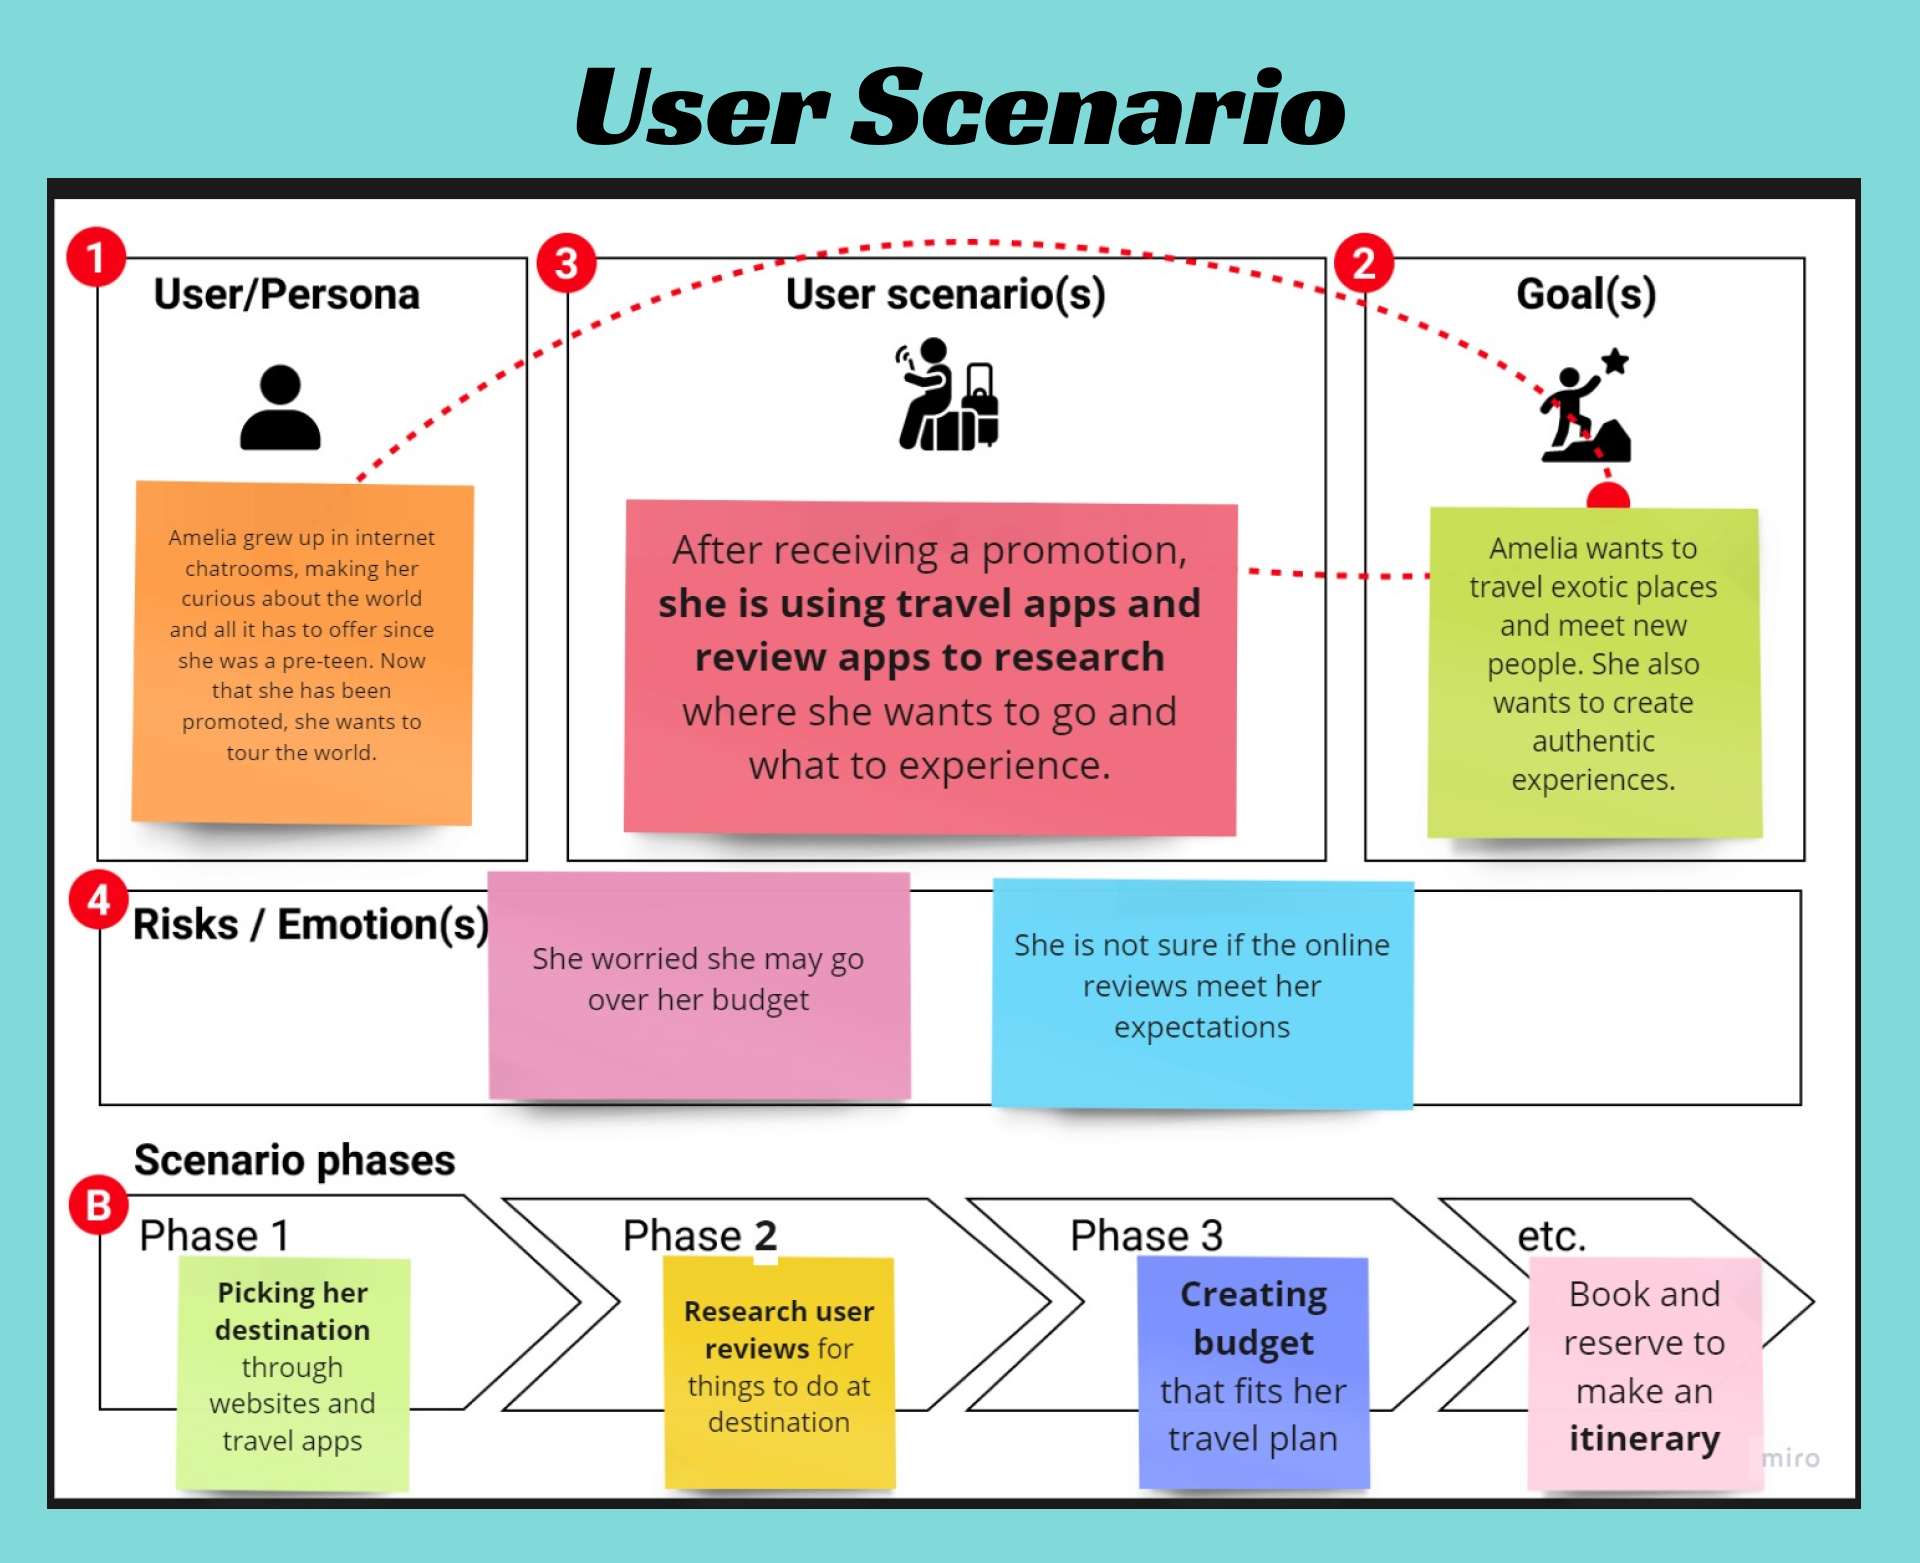 User Scenario
1
User/Persona
Amelia grew up in internet
chatrooms, making her
curious about the world
and all it has to offer since
she was a pre-teen. Now
that she has been
promoted, she wants to
tour the world.
3
User scenario(s)
After receiving a promotion,
she is using travel apps and
review apps to research
where she wants to go and
what to experience.
2
Goal(s)
Amelia wants to
travel exotic places
and meet new
people. She also
wants to create
authentic
experiences.
4
Risks / Emotion(s)
She worried she may go
over her budget
She is not sure if the online
reviews meet her
expectations
Scenario phases
B
Phase 1
Picking her
destination
through
websites and
travel apps
Phase 2
Research user
reviews for
things to do at
destination
Phase 3
Creating
budget
that fits her
travel plan
etc.
Book and
reserve to
make an
itinerary
miro